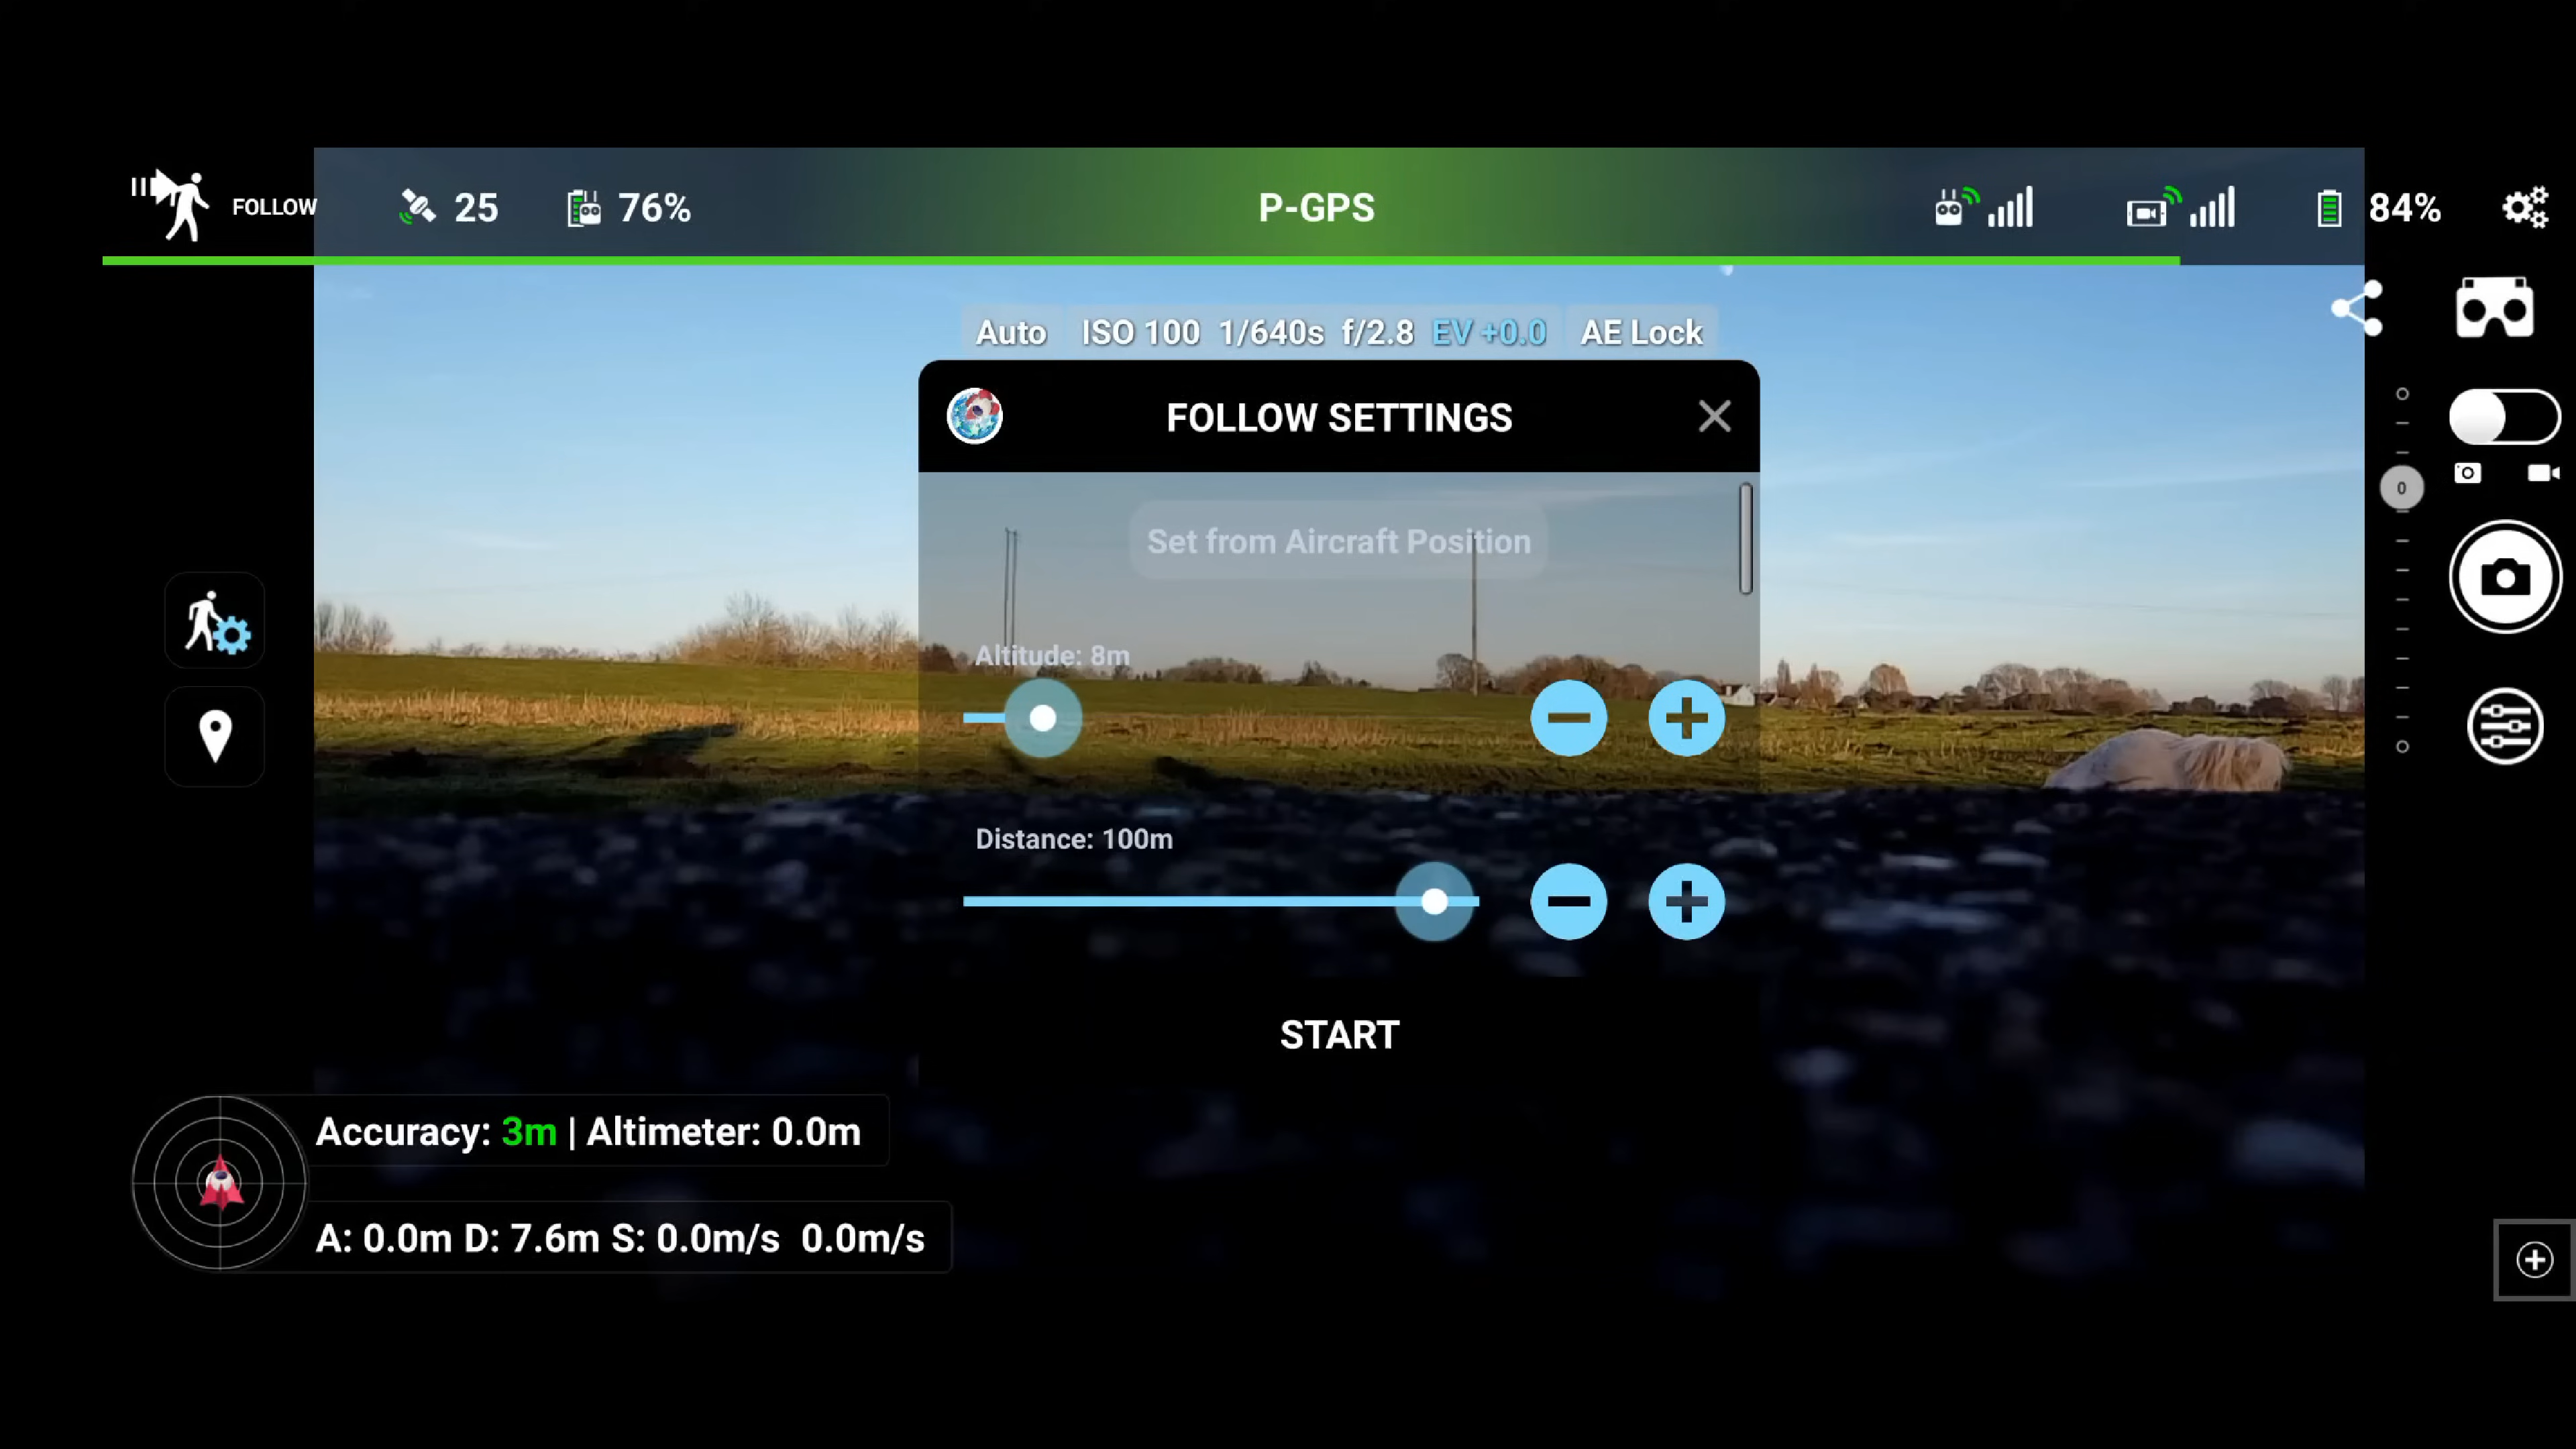 FOLLOW 25 76% P-GPS 84%
Auto ISO 100 1/640s f/2.8 EV +0.0 AE Lock
FOLLOW SETTINGS
0
Set from Aircraft Position
Altitude: 8m
Distance: 100m
START
Accuracy: 3m | Altimeter: 0.0m
A: 0.0m D: 7.6m S: 0.0m/s 0.0m/s